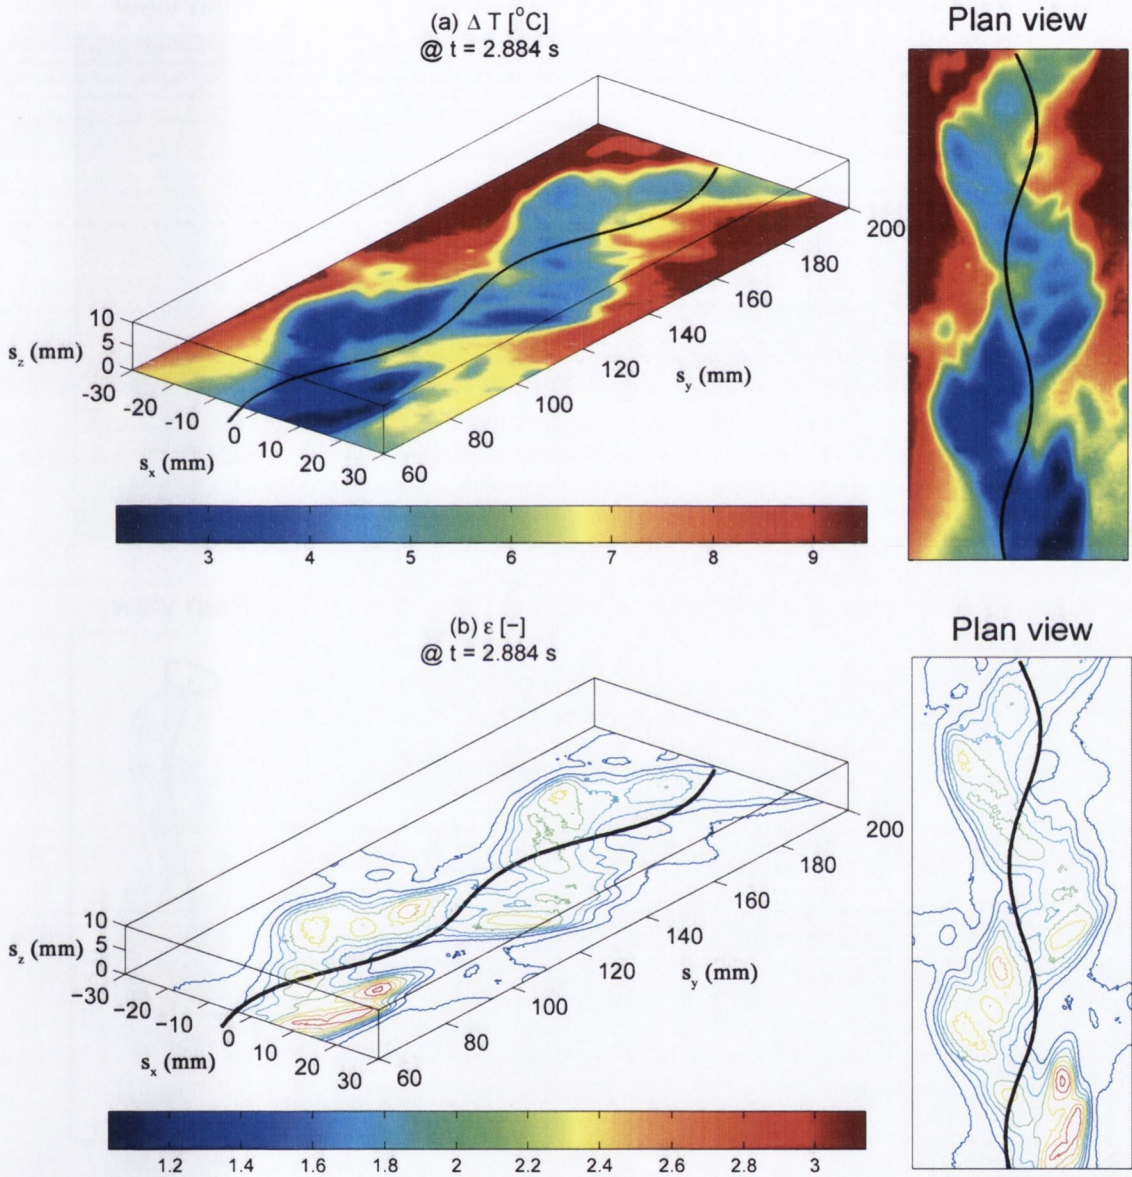 (a) Δ T [°C]
@ t = 2.884 s
Plan view
10
5
0
s_z (mm)
-30
-20
-10
0
10
20
30
s_x (mm)
60
80
100
120
140
160
180
200
s_y (mm)
3 4 5 6 7 8 9
(b) ε [−]
@ t = 2.884 s
Plan view
10
5
0
s_z (mm)
−30
−20
−10
0
10
20
30
s_x (mm)
60
80
100
120
140
160
180
200
s_y (mm)
1.2 1.4 1.6 1.8 2 2.2 2.4 2.6 2.8 3